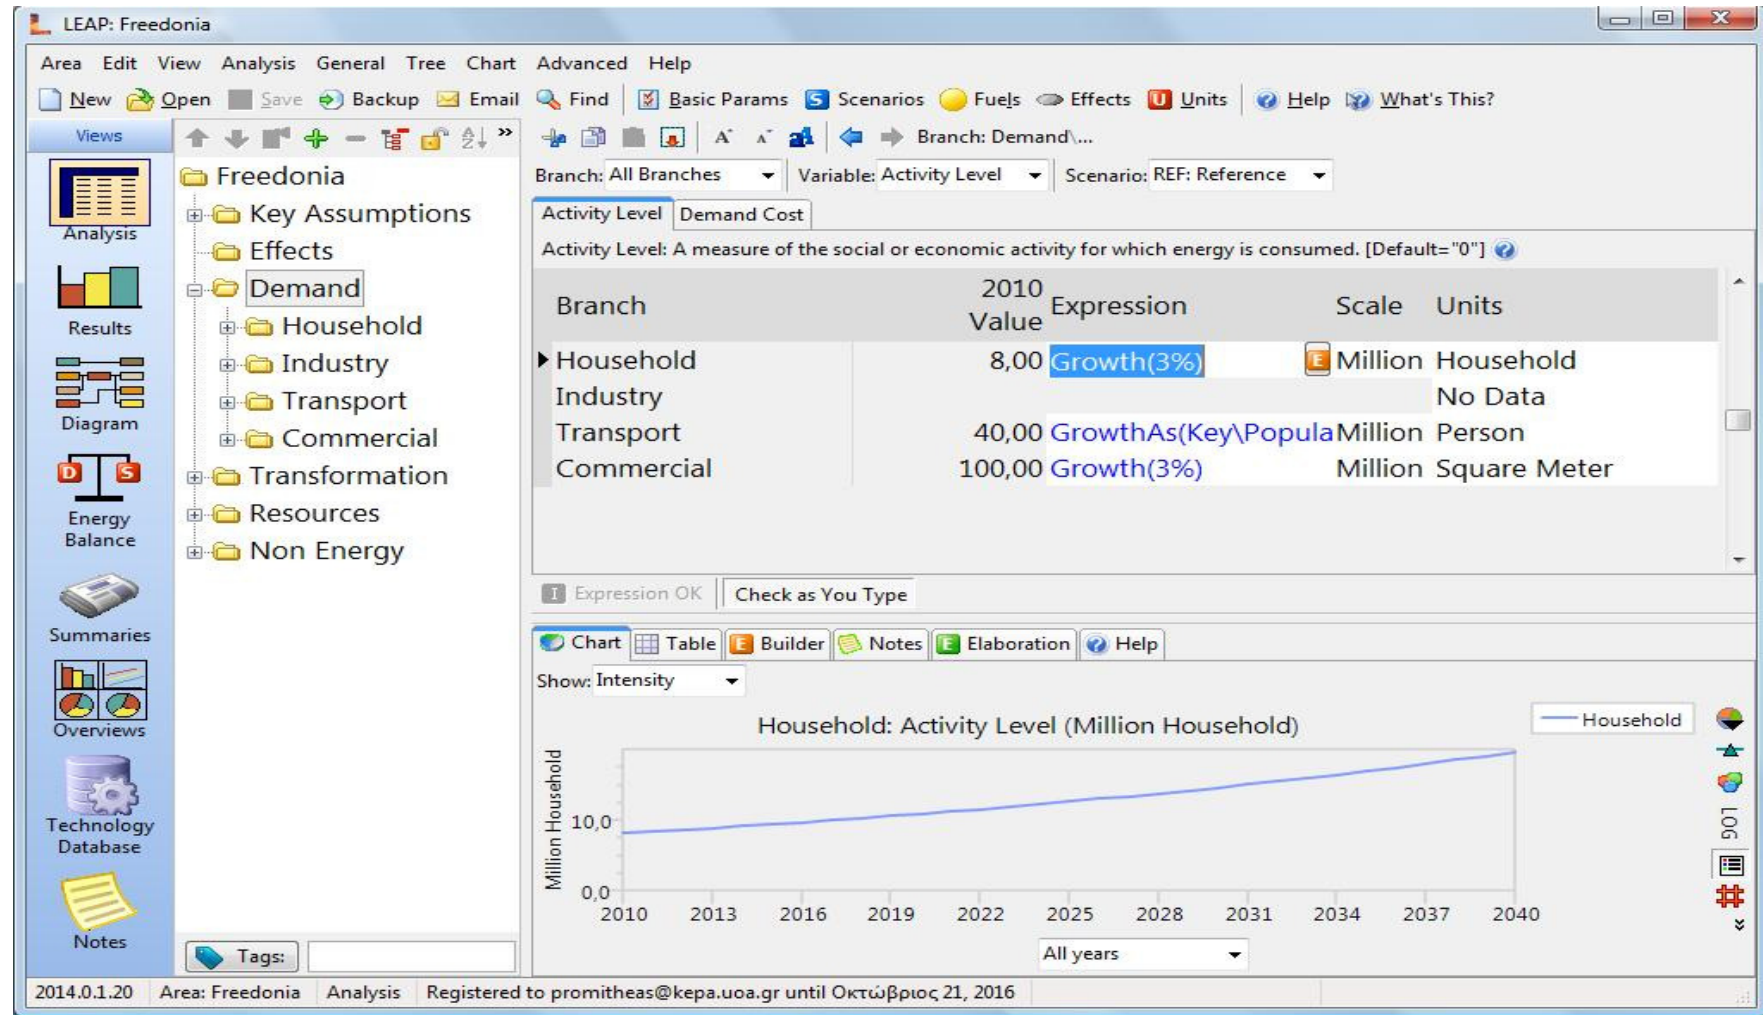 LEAP: Freedonia
Area Edit View Analysis General Tree Chart Advanced Help
New Open Save Backup Email Find Basic Params S Scenarios Fuels Effects U Units Help What's This?
Views
Branch: Demand\...
Branch: All Branches Variable: Activity Level Scenario: REF: Reference
Activity Level Demand Cost
Activity Level: A measure of the social or economic activity for which energy is consumed. [Default="0"]
Analysis
Results
Diagram
D S
Energy
Balance
Summaries
Overviews
Technology
Database
Notes
Freedonia
Key Assumptions
Effects
Demand
Household
Industry
Transport
Commercial
Transformation
Resources
Non Energy
Tags:
Branch 2010 Value Expression Scale Units
Household 8,00 Growth(3%) E Million Household
Industry No Data
Transport 40,00 GrowthAs(Key\Popula Million Person
Commercial 100,00 Growth(3%) Million Square Meter
I Expression OK Check as You Type
Chart Table E Builder Notes E Elaboration Help
Show: Intensity
Household: Activity Level (Million Household)
Household
Million Household
10,0
0,0
2010 2013 2016 2019 2022 2025 2028 2031 2034 2037 2040
LOG
All years
2014.0.1.20 Area: Freedonia Analysis Registered to promitheas@kepa.uoa.gr until Οκτώβριος 21, 2016